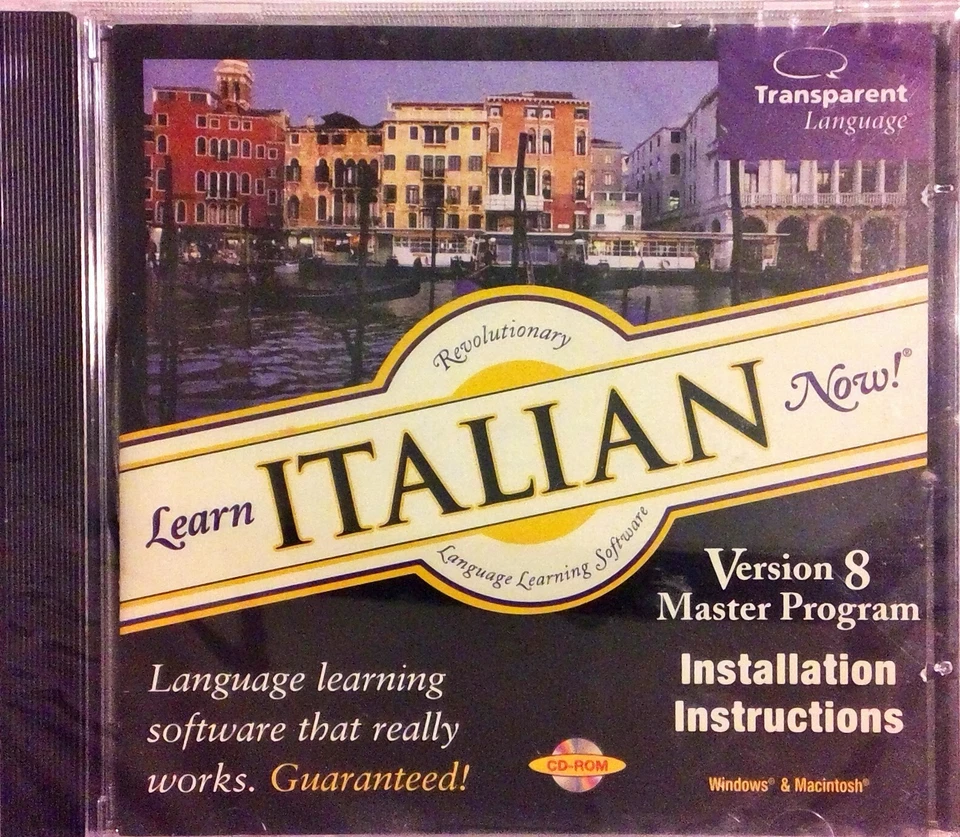 Transparent
Language
Revolutionary
Learn ITALIAN Now!®
Language Learning Software
Version 8
Master Program
Installation
Instructions
Language learning
software that really
works. Guaranteed!
CD-ROM
Windows® & Macintosh®